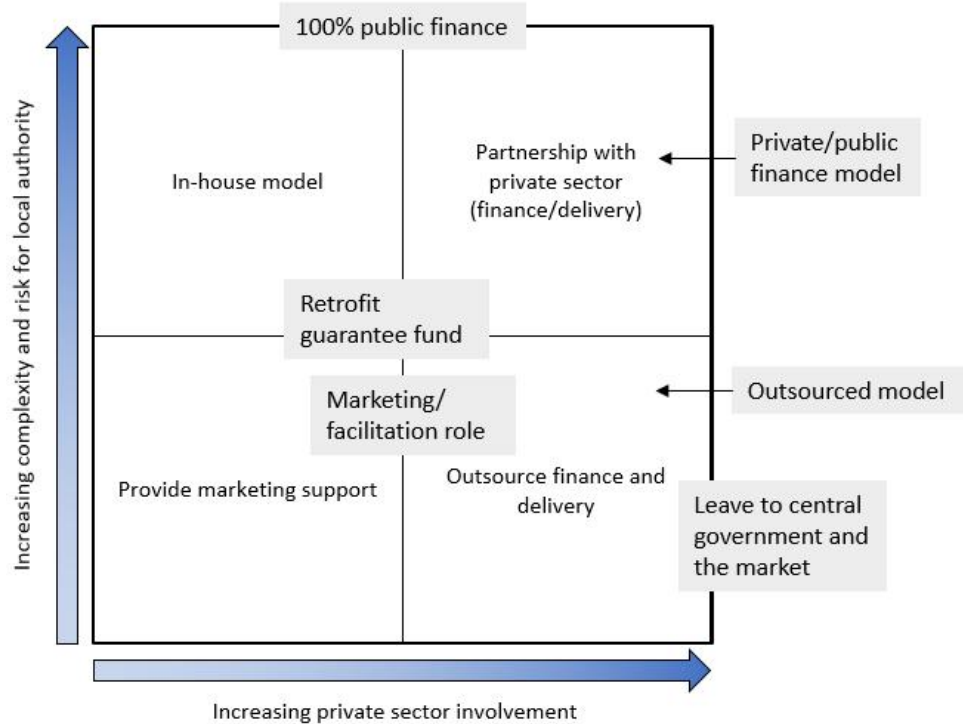 100% public finance
Increasing complexity and risk for local authority
In-house model
Partnership with
private sector
(finance/delivery)
Private/public
finance model
Retrofit
guarantee fund
Marketing/
facilitation role
Outsourced model
Provide marketing support
Outsource finance and
delivery
Leave to central
government and
the market
Increasing private sector involvement